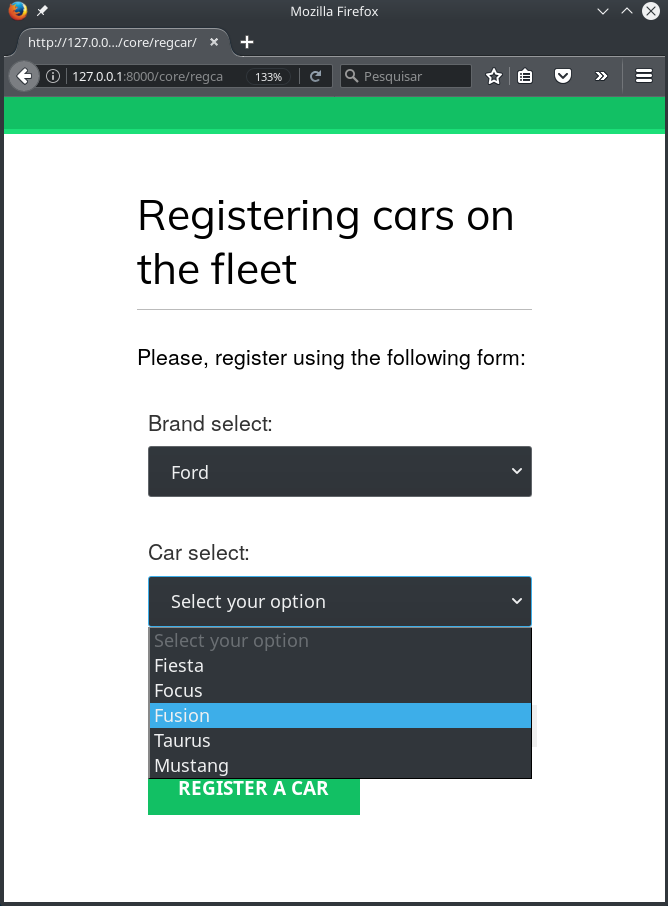 Mozilla Firefox
http://127.0.0.../core/regcar/
127.0.0.1:8000/core/regca
133%
Pesquisar
Registering cars on
the fleet
Please, register using the following form:
Brand select:
Ford
Car select:
Select your option
Select your option
Fiesta
Focus
Fusion
Taurus
Mustang
REGISTER A CAR